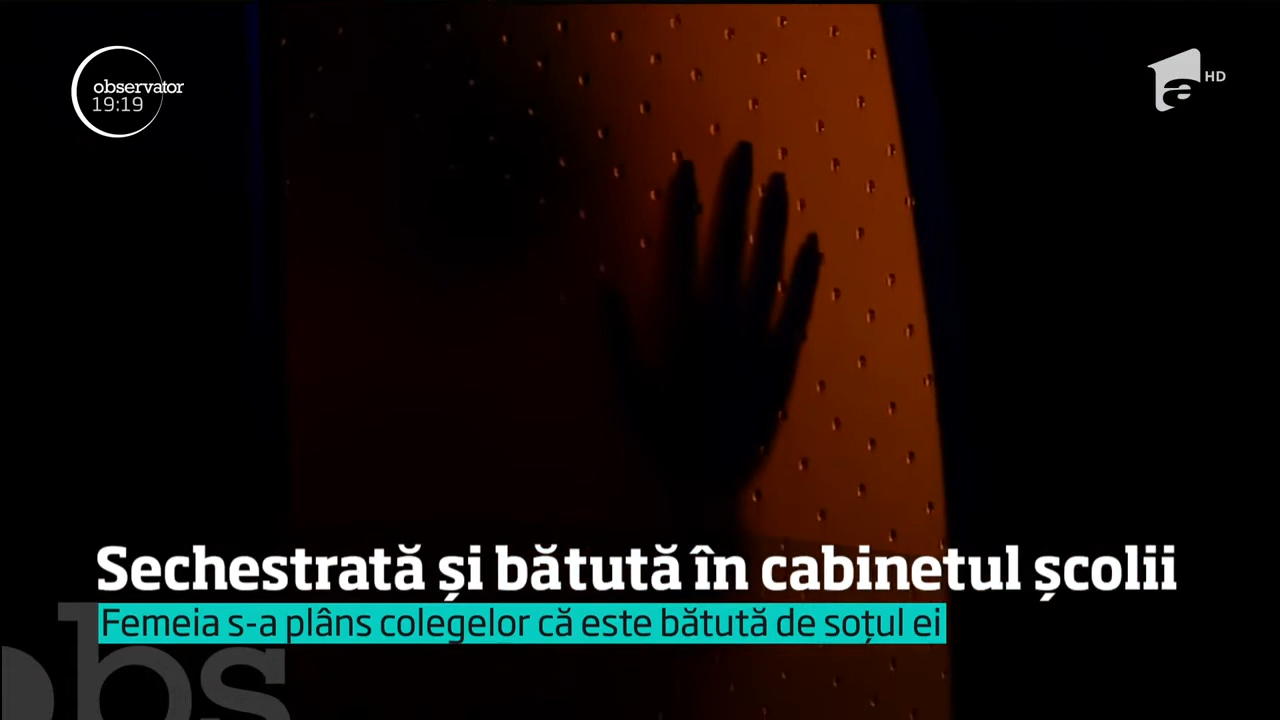 observator
19:19
a HD
Sechestrată și bătută în cabinetul școlii
Femeia s-a plâns colegelor că este bătută de soțul ei
obs